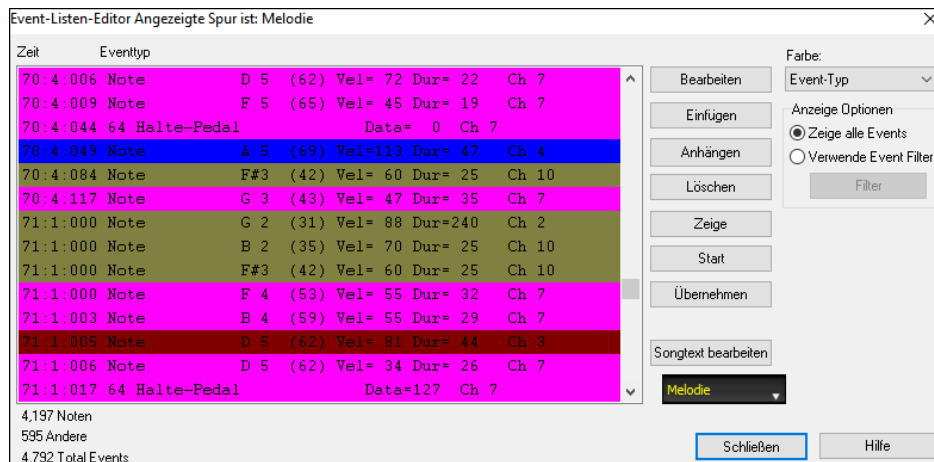 Event-Listen-Editor Angezeigte Spur ist: Melodie
Zeit Eventtyp
70:4:006 Note D 5 (62) Vel= 72 Dur= 22 Ch 7
70:4:009 Note F 5 (65) Vel= 45 Dur= 19 Ch 7
70:4:044 64 Halte-Pedal Data= 0 Ch 7
70:4:049 Note A 5 (69) Vel=113 Dur= 47 Ch 4
70:4:084 Note F#3 (42) Vel= 60 Dur= 25 Ch 10
70:4:117 Note G 3 (43) Vel= 47 Dur= 35 Ch 7
71:1:000 Note G 2 (31) Vel= 88 Dur=240 Ch 2
71:1:000 Note B 2 (35) Vel= 70 Dur= 25 Ch 10
71:1:000 Note F#3 (42) Vel= 60 Dur= 25 Ch 10
71:1:000 Note F 4 (53) Vel= 55 Dur= 32 Ch 7
71:1:003 Note B 4 (59) Vel= 55 Dur= 29 Ch 7
71:1:005 Note D 5 (62) Vel= 81 Dur= 44 Ch 3
71:1:006 Note D 5 (62) Vel= 34 Dur= 26 Ch 7
71:1:017 64 Halte-Pedal Data=127 Ch 7
4,197 Noten
595 Andere
4,792 Total Events
Bearbeiten
Einfügen
Anhängen
Löschen
Zeige
Start
Übernehmen
Songtext bearbeiten
Melodie
Farbe:
Event-Typ
Anzeige Optionen
Zeige alle Events
Verwende Event Filter
Filter
Schließen
Hilfe